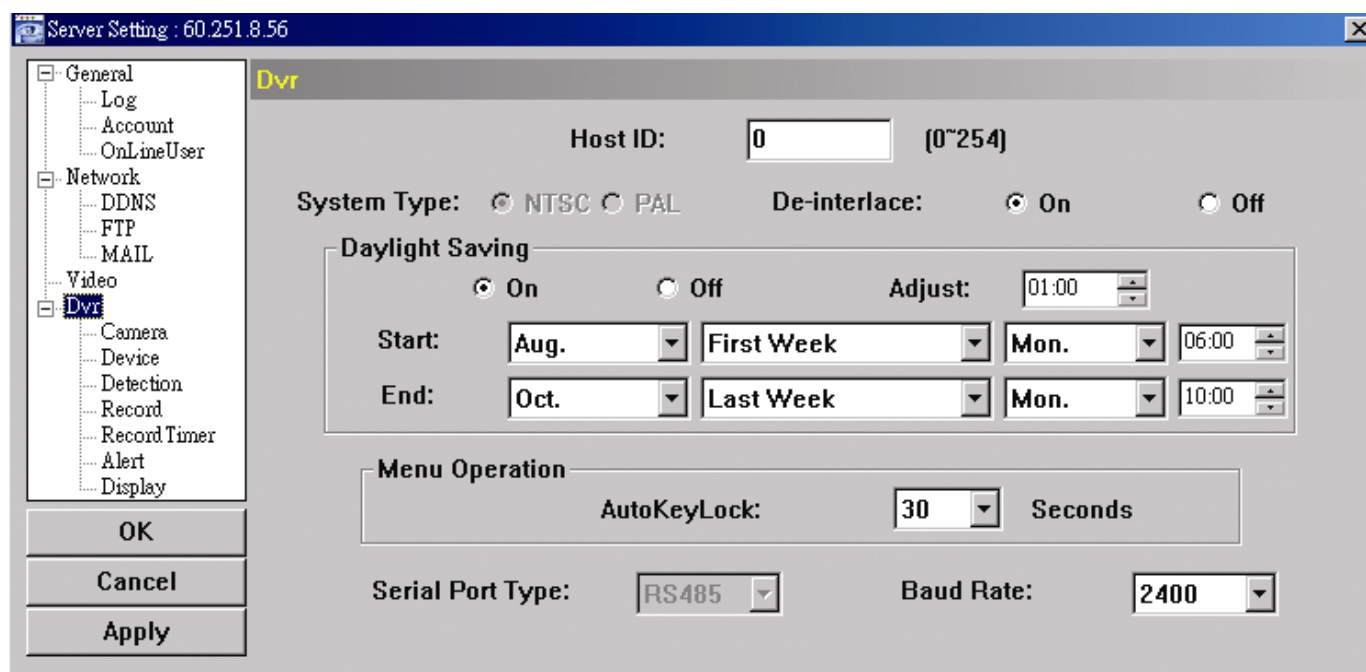 Server Setting : 60.251.8.56
General
Log
Account
OnLineUser
Network
DDNS
FTP
MAIL
Video
Dvr
Camera
Device
Detection
Record
Record Timer
Alert
Display
OK
Cancel
Apply
Dvr
Host ID: 0 (0~254)
System Type: NTSC PAL De-interlace: On Off
Daylight Saving
On Off Adjust: 01:00
Start: Aug. First Week Mon. 06:00
End: Oct. Last Week Mon. 10:00
Menu Operation
AutoKeyLock: 30 Seconds
Serial Port Type: RS485 Baud Rate: 2400